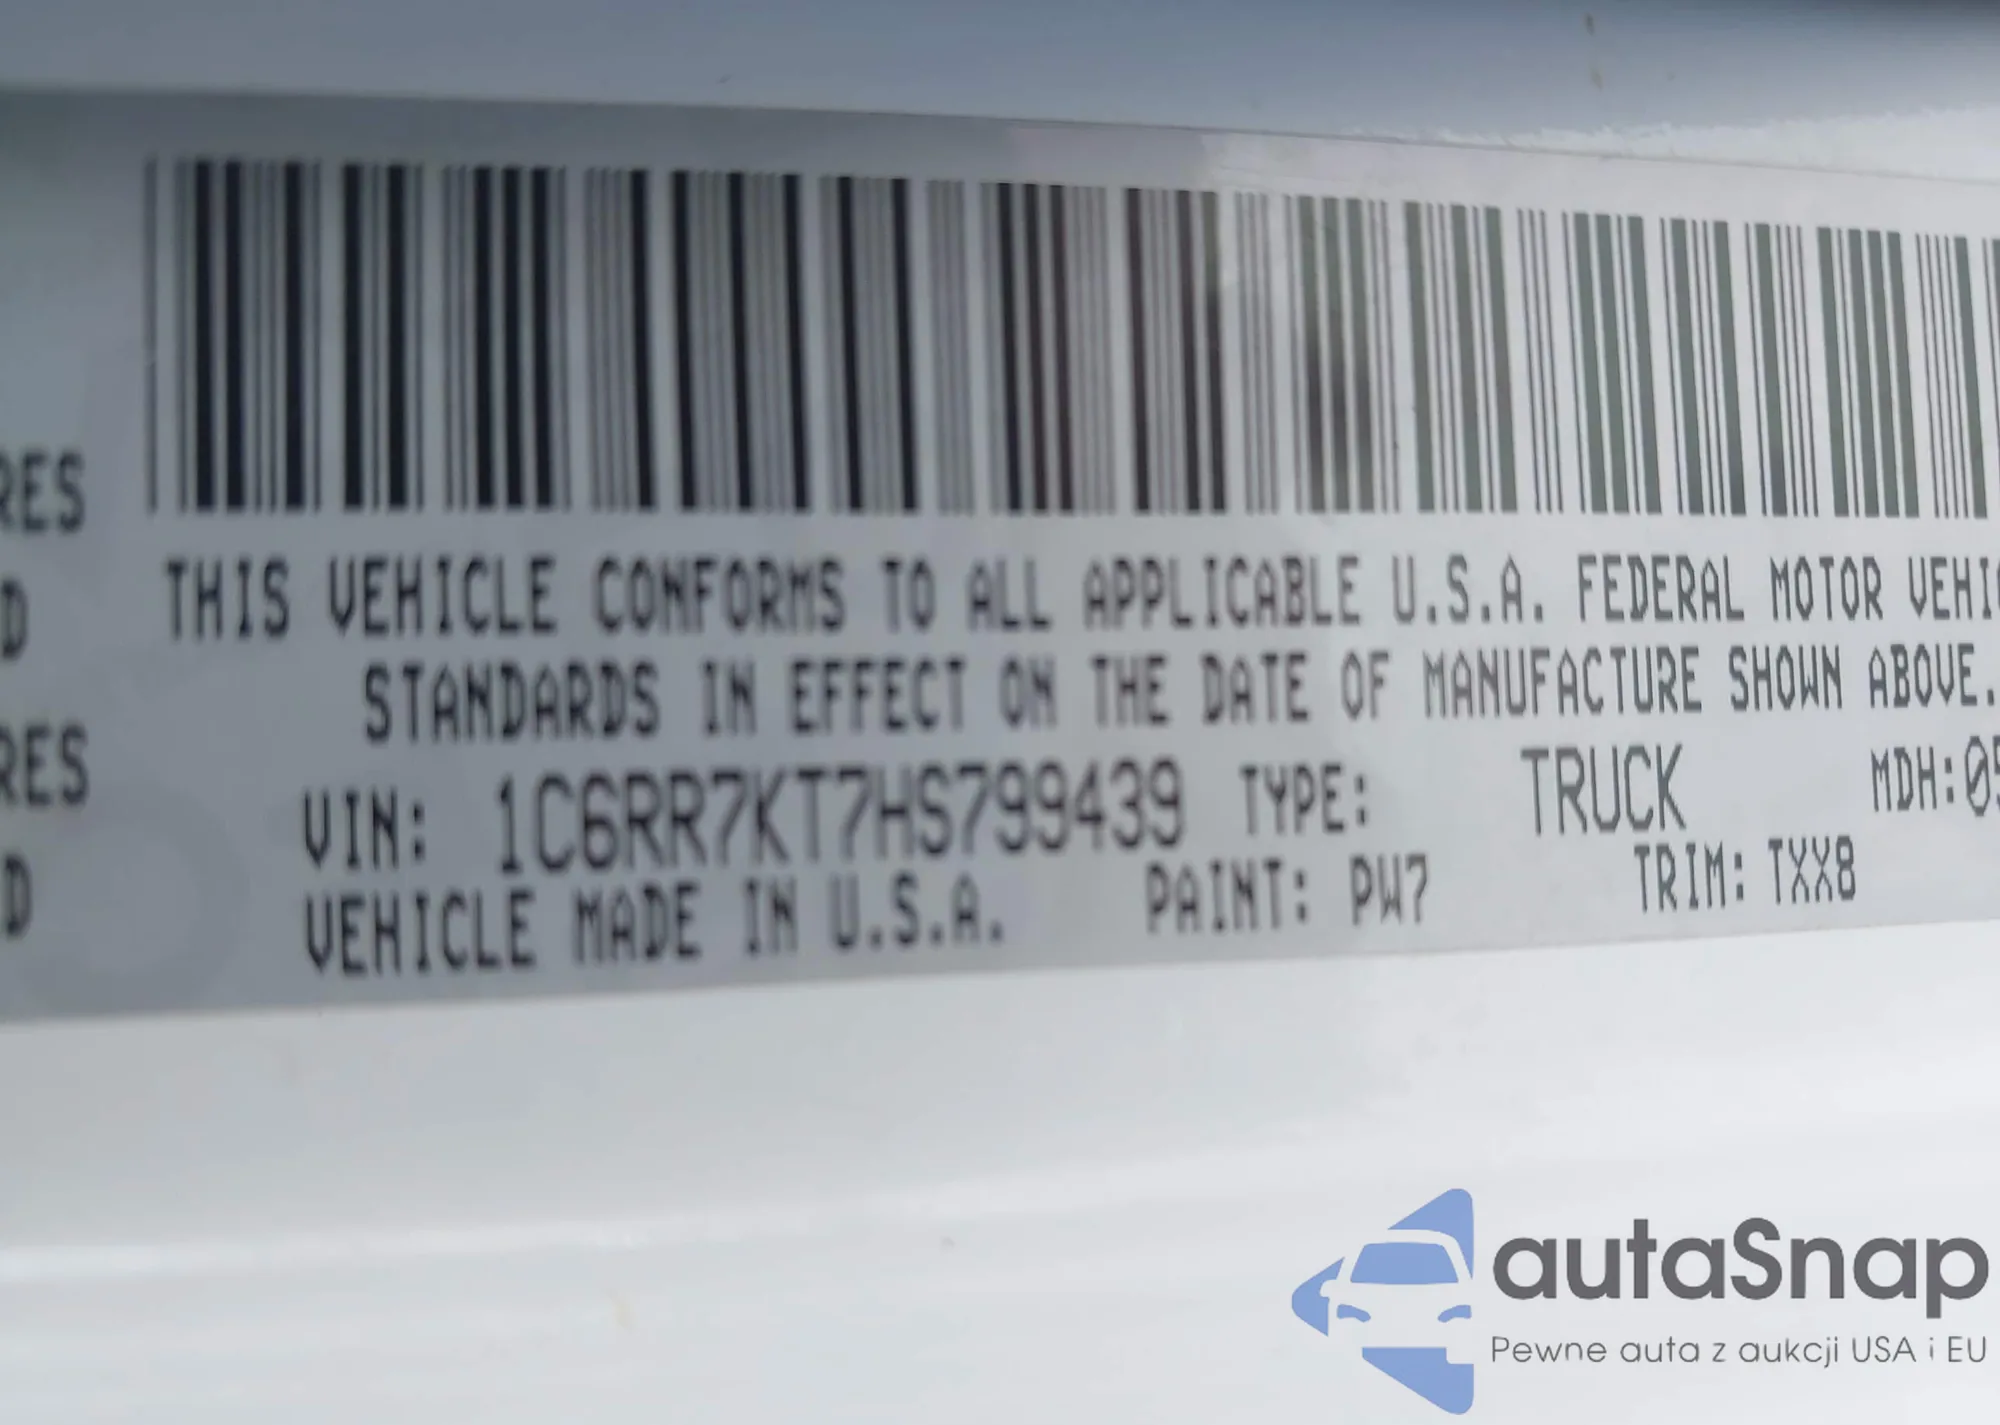 RES
THIS VEHICLE CONFORMS TO ALL APPLICABLE U.S.A. FEDERAL MOTOR VEHIC
D
STANDARDS IN EFFECT ON THE DATE OF MANUFACTURE SHOWN ABOVE.
RES
VIN: 1C6RR7KT7HS799439 TYPE: TRUCK MDH:05
D
VEHICLE MADE IN U.S.A. PAINT: PW7 TRIM: TXX8
autaSnap
Pewne auta z aukcji USA i EU